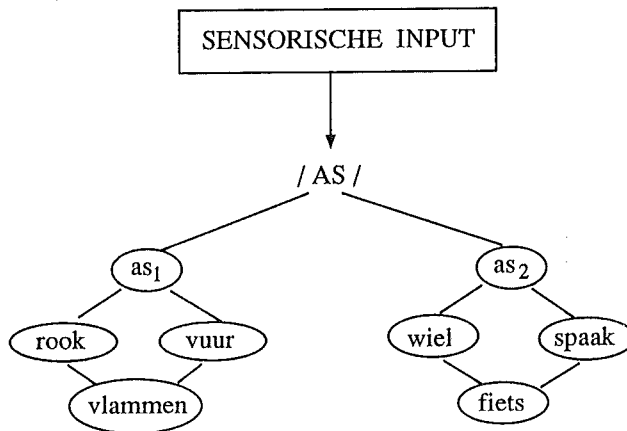 SENSORISCHE INPUT
/ AS /
as1
as2
rook
vuur
wiel
spaak
vlammen
fiets